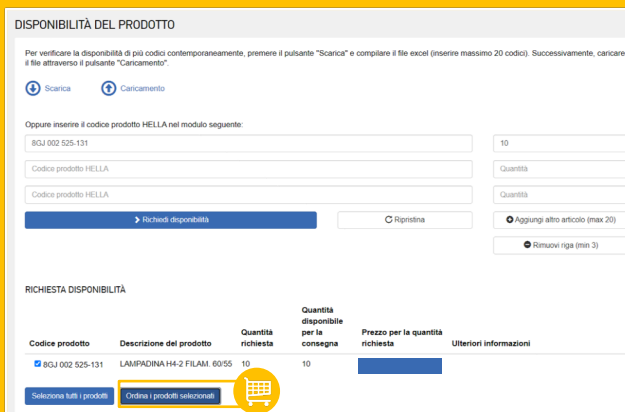 DISPONIBILITÀ DEL PRODOTTO
Per verificare la disponibilità di più codici contemporaneamente, premere il pulsante "Scarica" e compilare il file excel (inserire massimo 20 codici). Successivamente, caricare
il file attraverso il pulsante "Caricamento".
Scarica Caricamento
Oppure inserire il codice prodotto HELLA nel modulo seguente:
8GJ 002 525-131 10
Codice prodotto HELLA Quantità
Codice prodotto HELLA Quantità
Richiedi disponibilità Ripristina Aggiungi altro articolo (max 20)
Rimuovi riga (min 3)
RICHIESTA DISPONIBILITÀ
Codice prodotto Descrizione del prodotto Quantità richiesta Quantità disponibile per la consegna Prezzo per la quantità richiesta Ulteriori informazioni
8GJ 002 525-131 LAMPADINA H4-2 FILAM. 60/55 10 10
Seleziona tutti i prodotti Ordina i prodotti selezionati